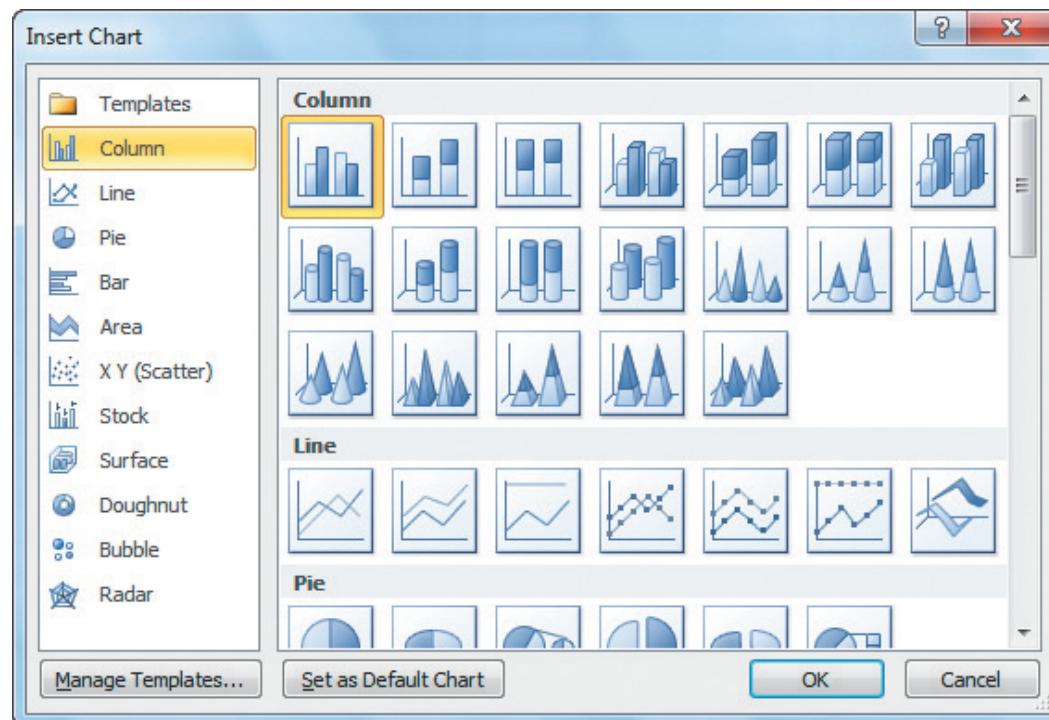 Insert Chart
Templates
Column
Line
Pie
Bar
Area
X Y (Scatter)
Stock
Surface
Doughnut
Bubble
Radar
Column
Line
Pie
Manage Templates...
Set as Default Chart
OK
Cancel